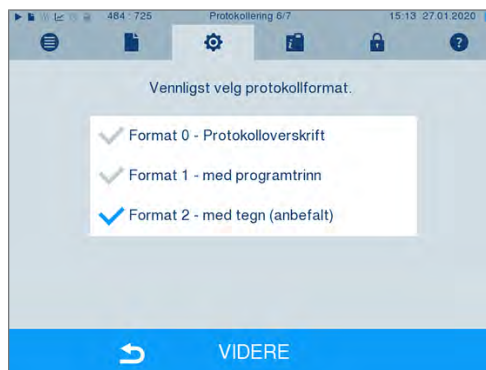 484 : 725 Protokollering 6/7 15:13 27.01.2020
Vennligst velg protokollformat.
Format 0 - Protokolloverskrift
Format 1 - med programtrinn
Format 2 - med tegn (anbefalt)
VIDERE